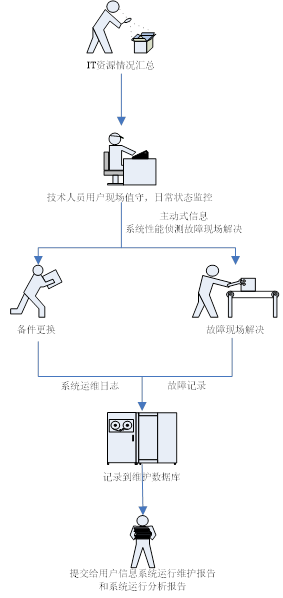 IT资源情况汇总
技术人员用户现场值守，日常状态监控
主动式信息
系统性能侦测故障现场解决
备件更换
故障现场解决
系统运维日志
故障记录
记录到维护数据库
提交给用户信息系统运行维护报告
和系统运行分析报告